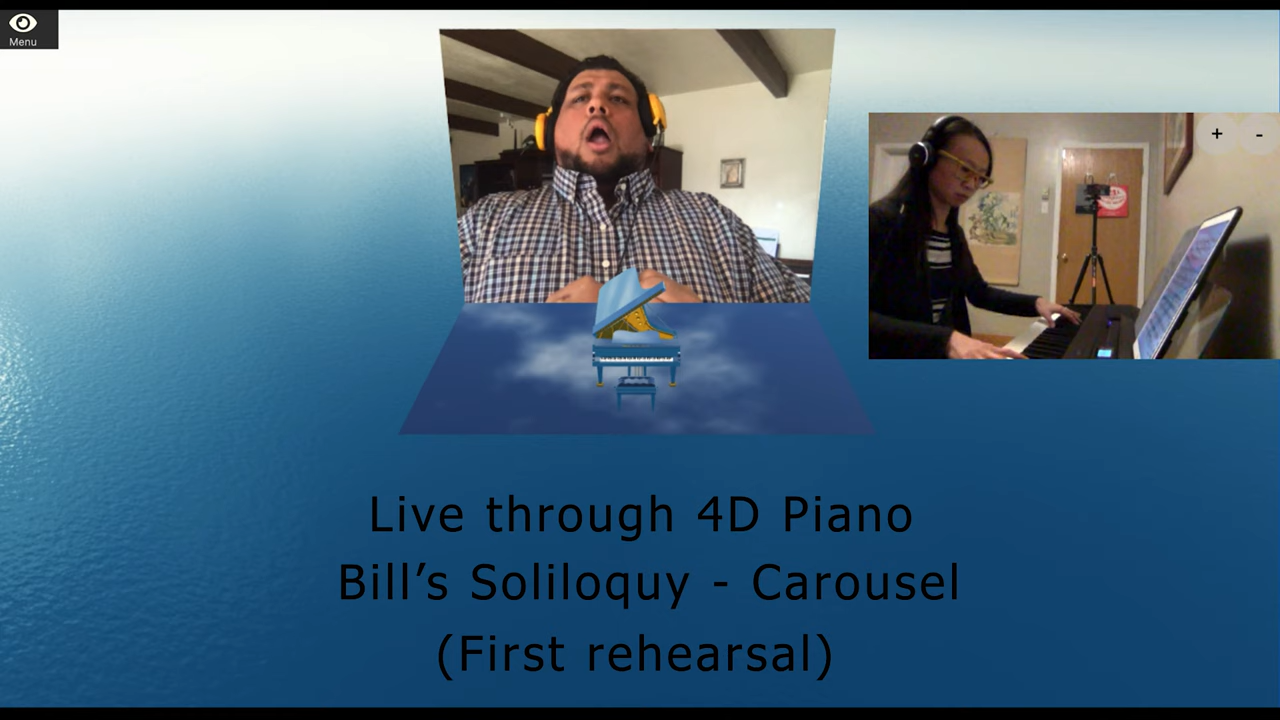 Menu
+ -
Live through 4D Piano
Bill’s Soliloquy - Carousel
(First rehearsal)